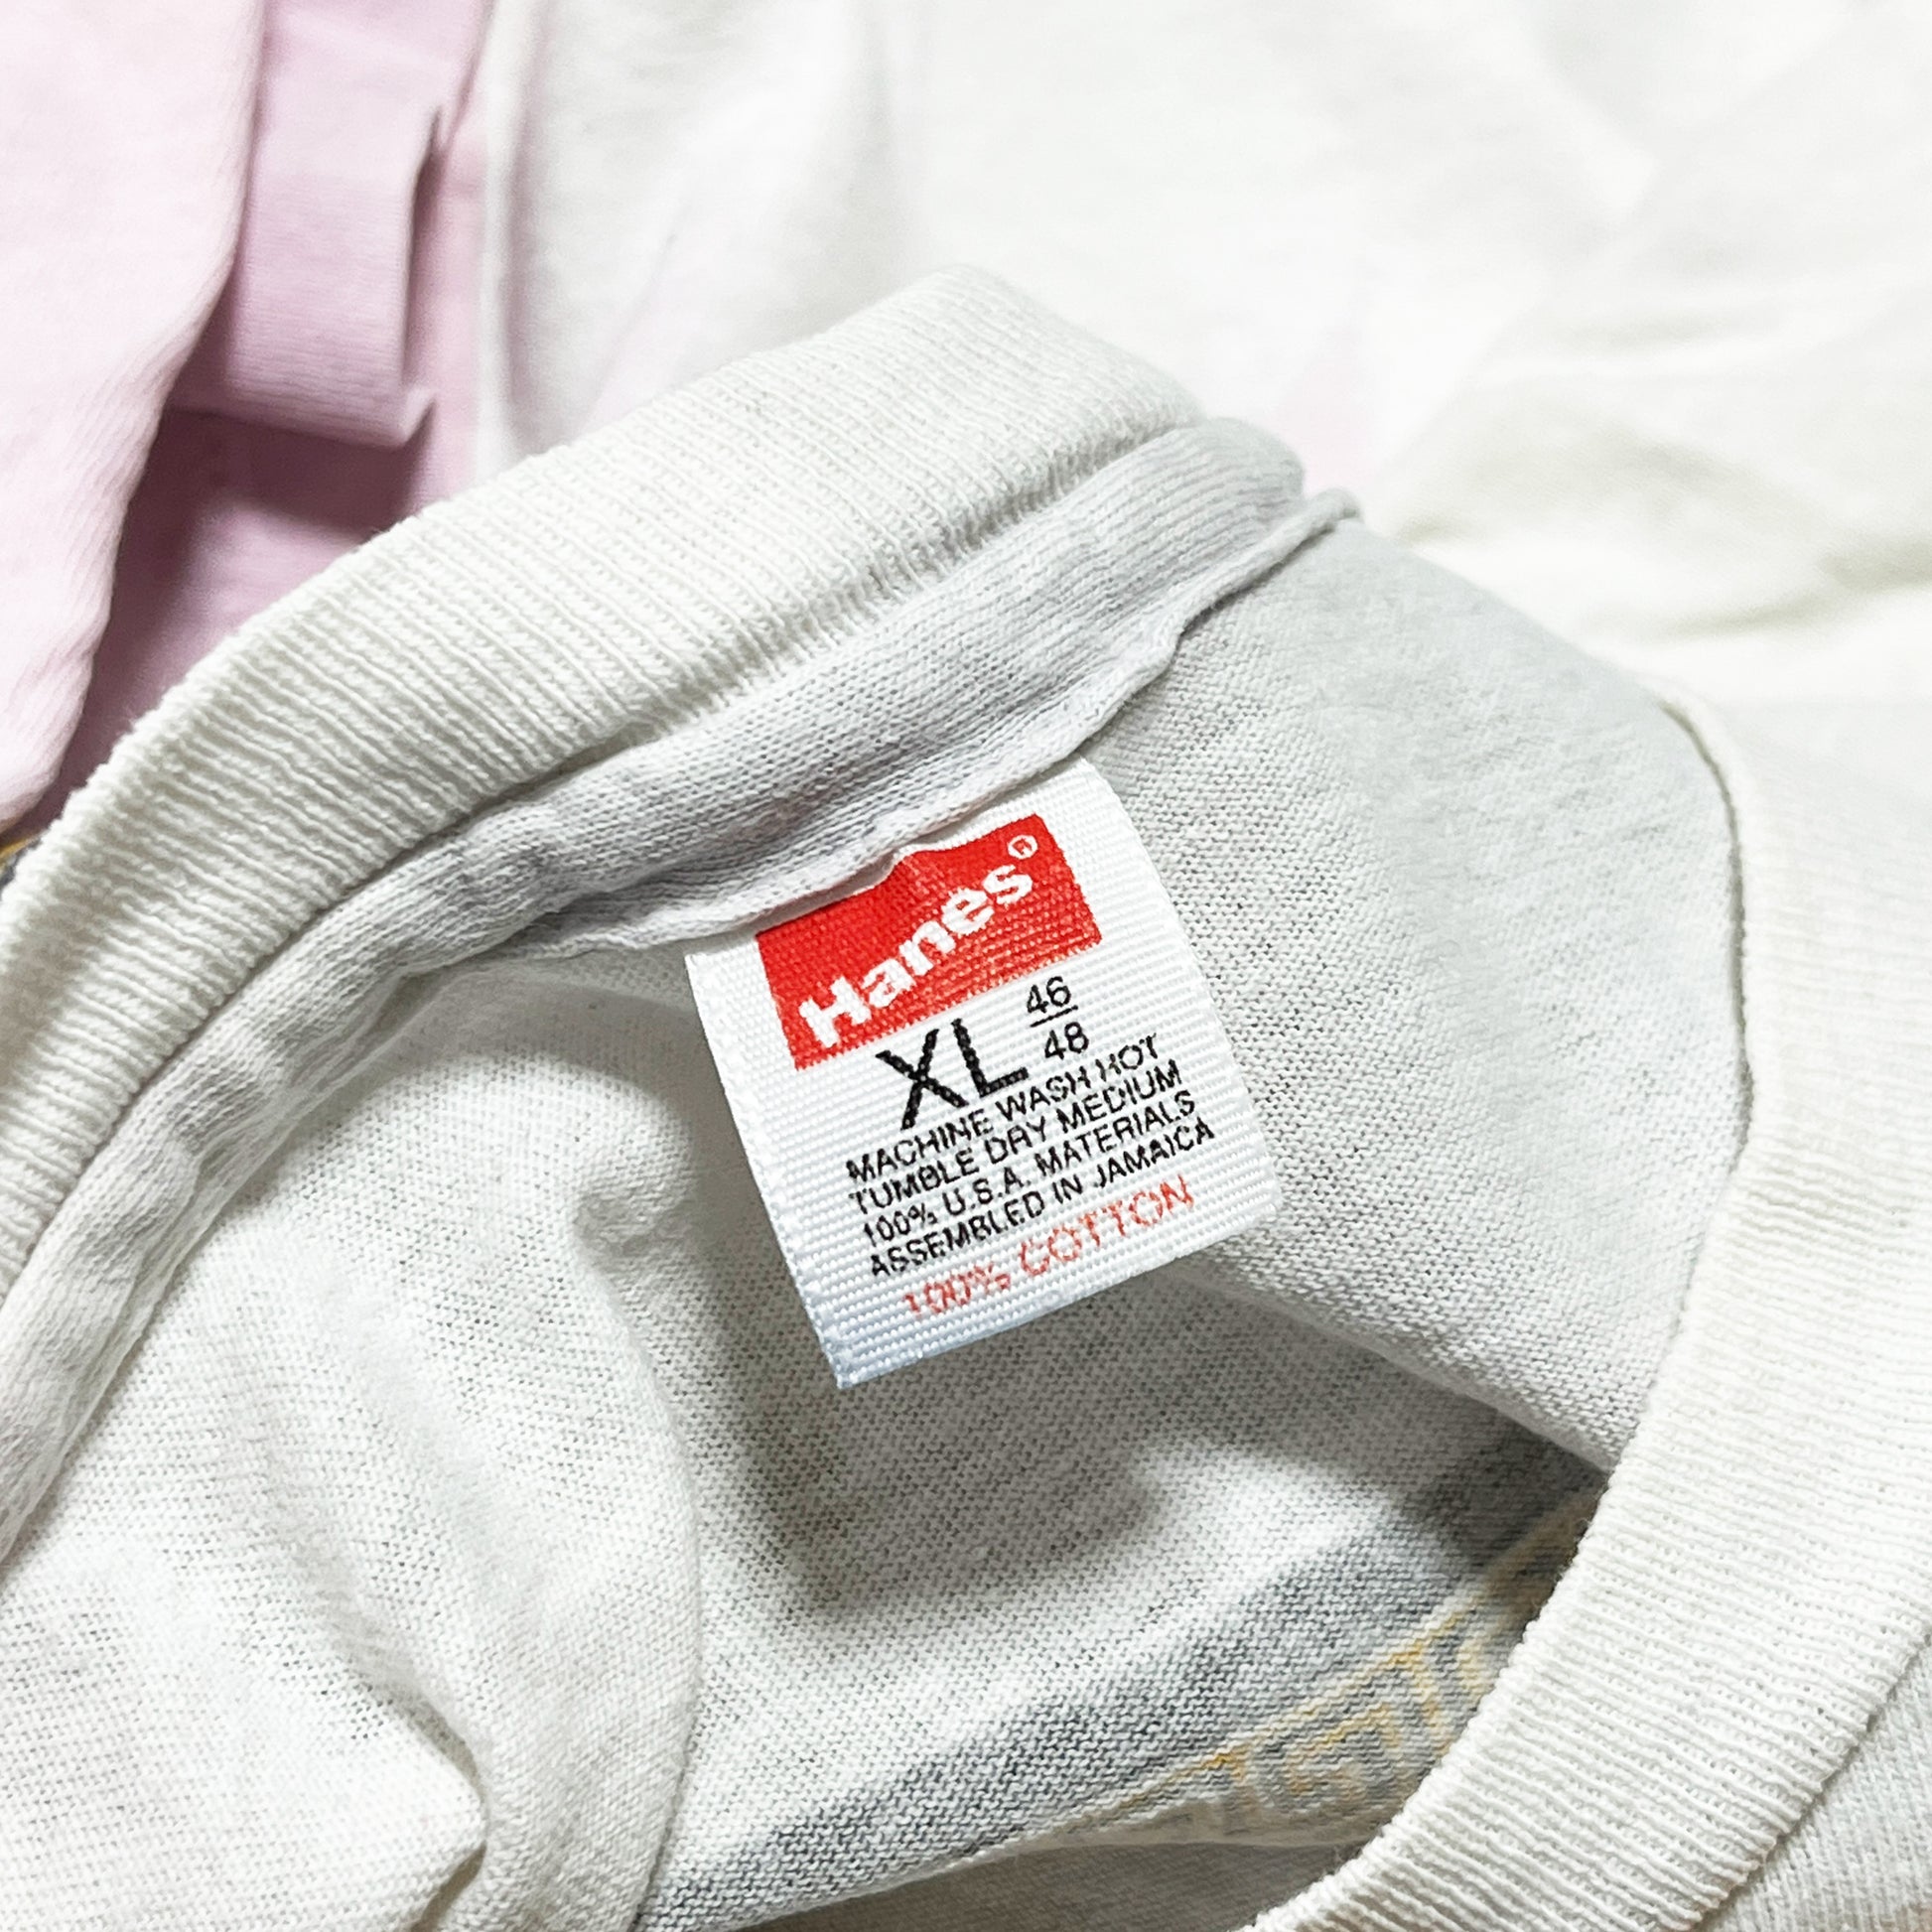 Hanes®
XL 46
48
MACHINE WASH HOT
TUMBLE DRY MEDIUM
100% U.S.A. MATERIALS
ASSEMBLED IN JAMAICA
100% COTTON